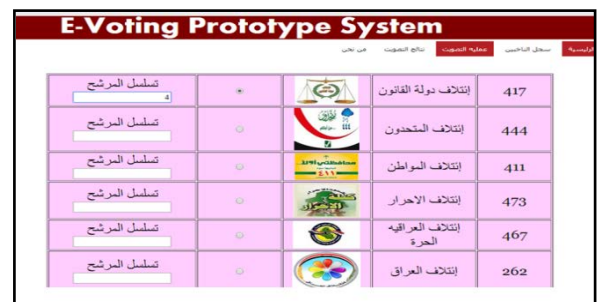 E-Voting Prototype System
الرئيسية سجل الناخبين عملية التصويت نتائج التصويت من نحن
417 إئتلاف دولة القانون تسلسل المرشح
4
444 إئتلاف المتحدون تسلسل المرشح
411 إئتلاف المواطن تسلسل المرشح
473 إئتلاف الاحرار تسلسل المرشح
467 إئتلاف العراقيه
الحرة تسلسل المرشح
262 إئتلاف العراق تسلسل المرشح